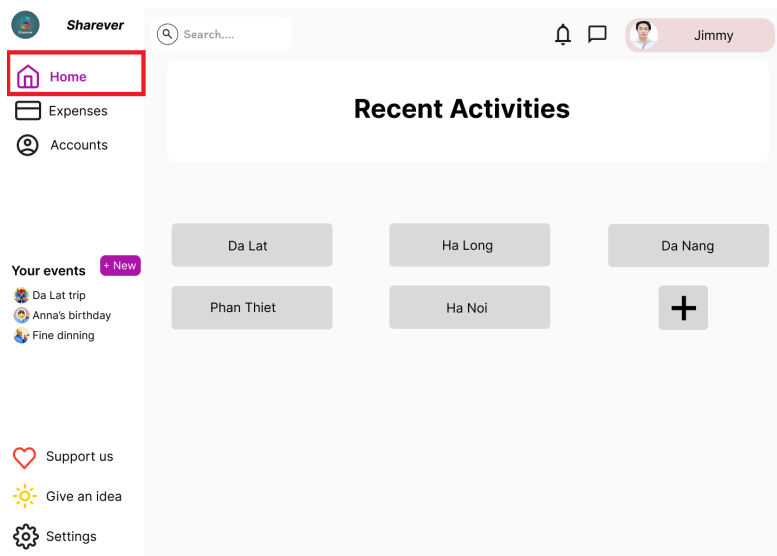 Sharever
Sharever
Search....
Jimmy
Home
Expenses
Accounts
Recent Activities
Da Lat
Ha Long
Da Nang
Phan Thiet
Ha Noi
Your events
+ New
Da Lat trip
Anna's birthday
Fine dinning
Support us
Give an idea
Settings